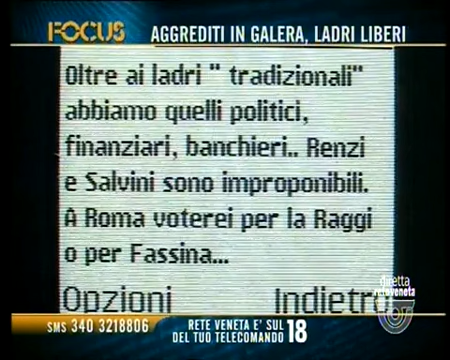 FOCUS AGGREDITI IN GALERA, LADRI LIBERI
Oltre ai ladri " tradizionali"
abbiamo quelli politici,
finanziari, banchieri.. Renzi
e Salvini sono improponibili.
A Roma voterei per la Raggi
o per Fassina...
Opzioni Indietro
diretta
reteveneta
SMS 340 3218806
RETE VENETA E' SUL
DEL TUO TELECOMANDO 18